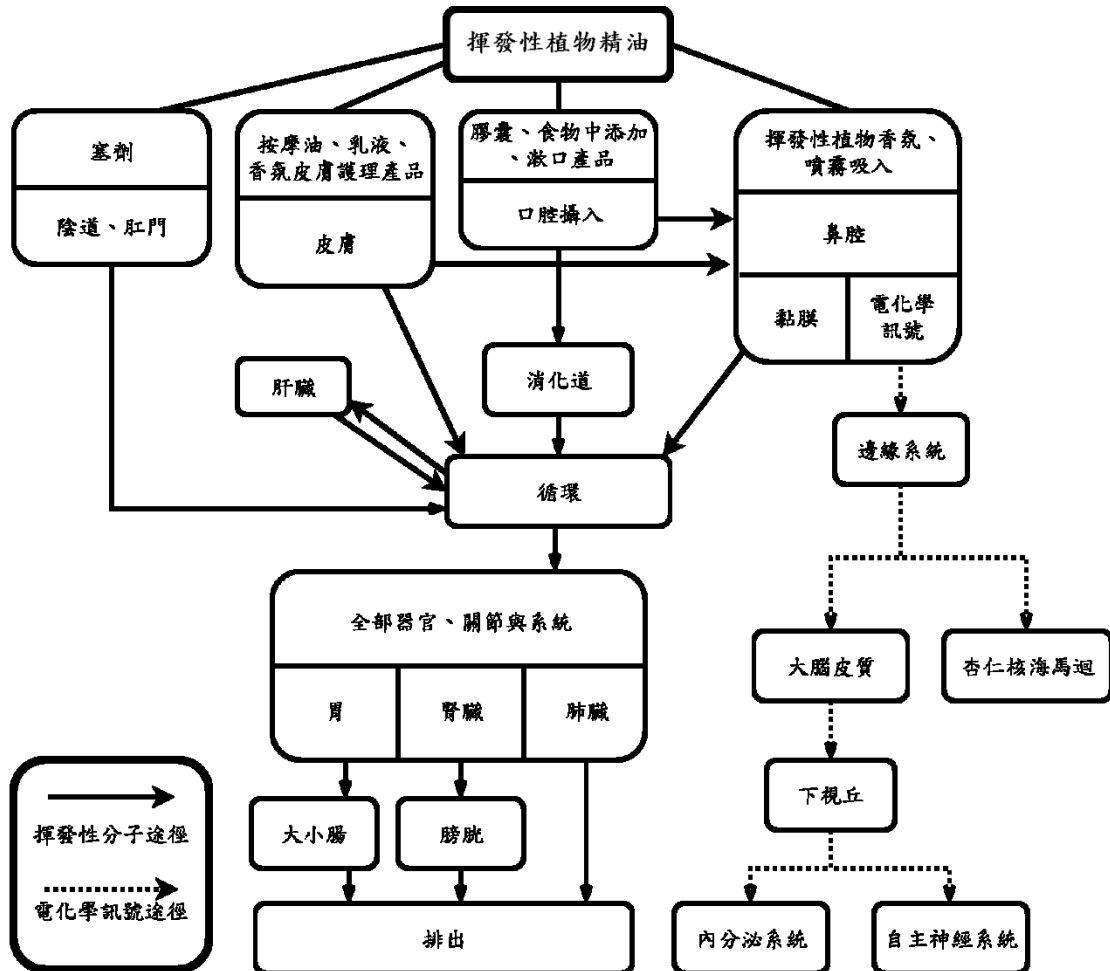 揮發性植物精油
塞劑
陰道、肛門
按摩油、乳液、
香氛皮膚護理產品
皮膚
膠囊、食物中添加
、漱口產品
口腔攝入
揮發性植物香氛、
噴霧吸入
鼻腔
黏膜
電化學
訊號
肝臟
消化道
邊緣系統
循環
全部器官、關節與系統
胃
腎臟
肺臟
大腦皮質
杏仁核海馬迴
下視丘
大小腸
膀胱
揮發性分子途徑
電化學訊號途徑
排出
內分泌系統
自主神經系統